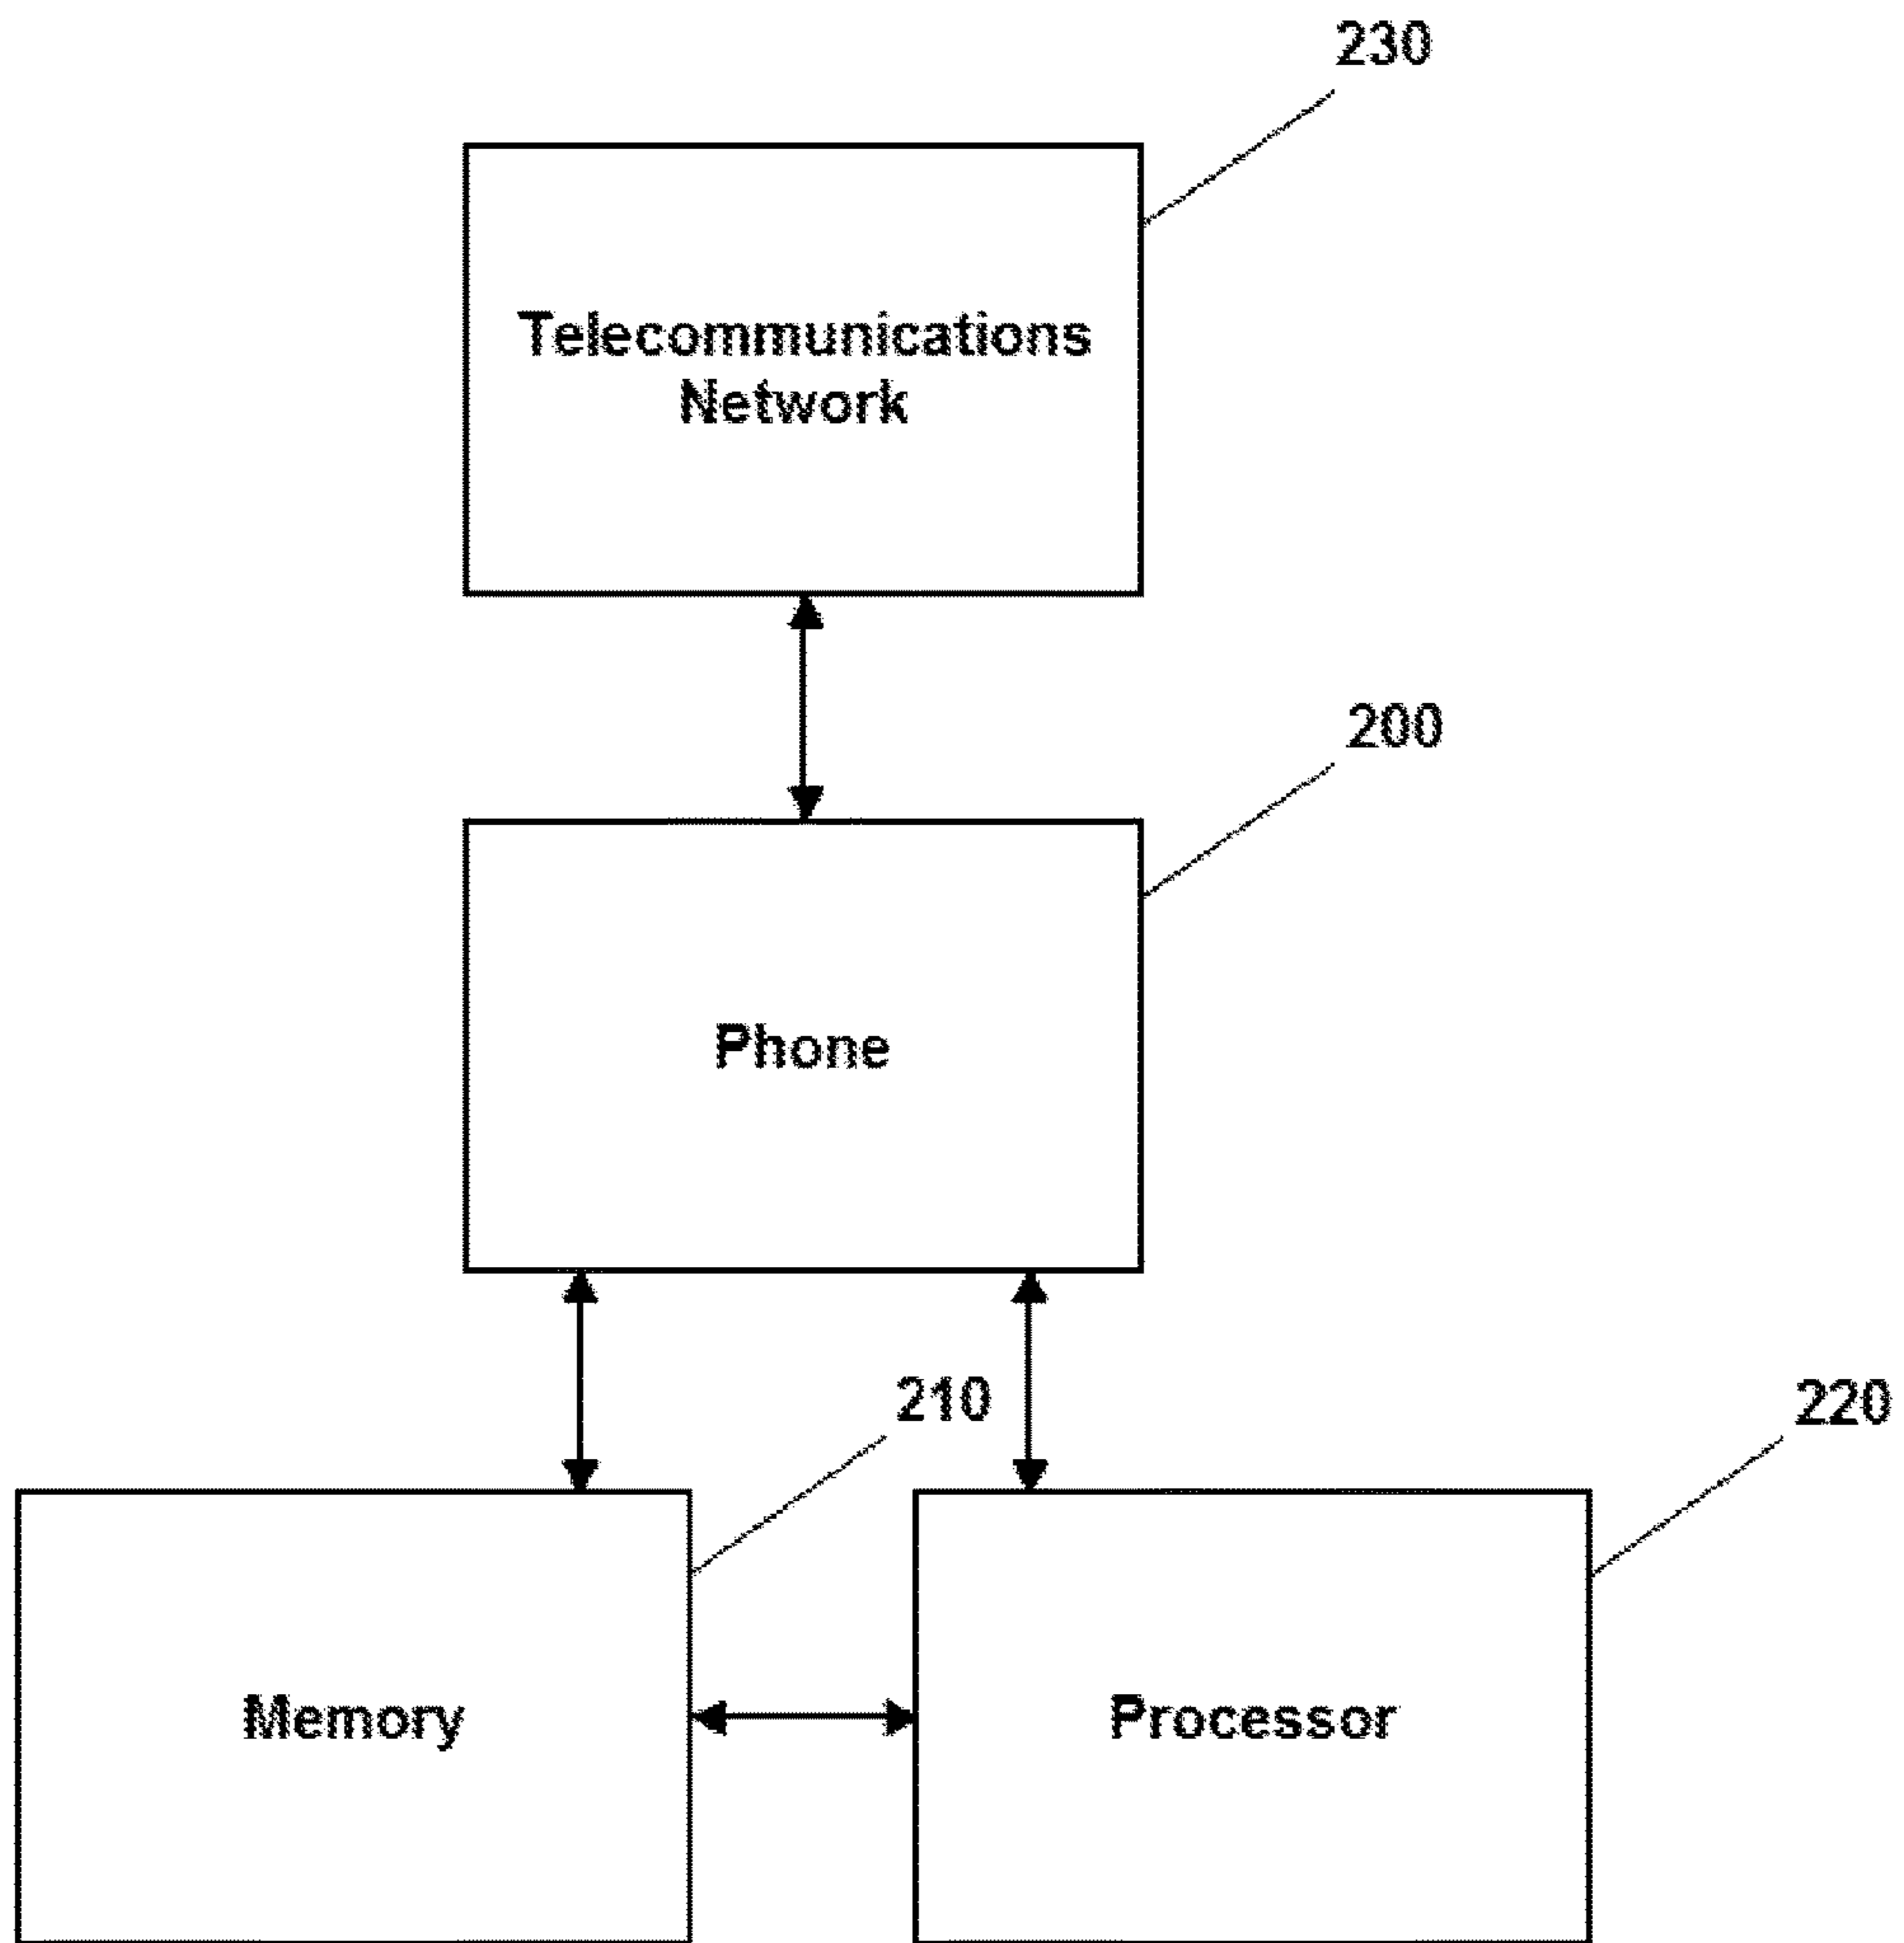 230
Telecommunications
Network
200
Phone
210
220
Memory
Processor